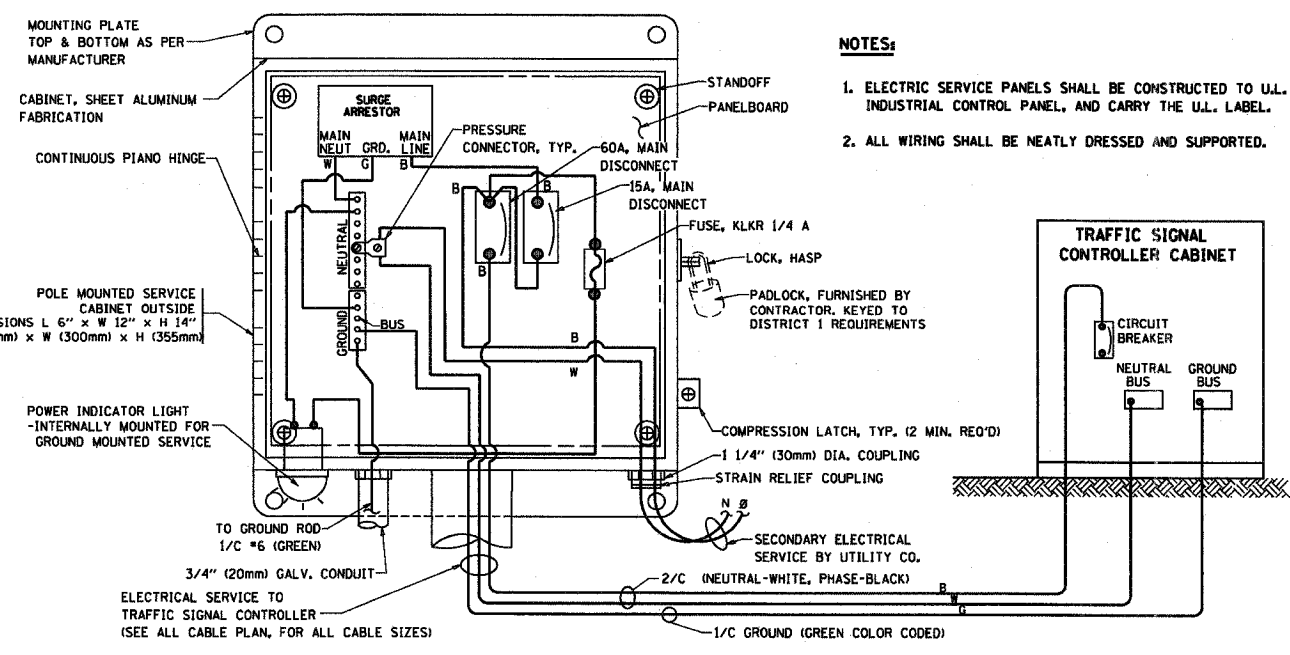 MOUNTING PLATE
TOP & BOTTOM AS PER
MANUFACTURER
CABINET, SHEET ALUMINUM
FABRICATION
CONTINUOUS PIANO HINGE
POLE MOUNTED SERVICE
CABINET OUTSIDE
SIONS L 6" x W 12" x H 14"
mm) x W (300mm) x H (355mm)
POWER INDICATOR LIGHT
-INTERNALLY MOUNTED FOR
GROUND MOUNTED SERVICE
SURGE
ARRESTOR
MAIN
NEUT
GRD.
MAIN
LINE
W
G
B
PRESSURE
CONNECTOR, TYP.
60A, MAIN
DISCONNECT
15A, MAIN
DISCONNECT
STANDOFF
PANELBOARD
B
B
B
NEUTRAL
GROUND
BUS
FUSE, KLKR 1/4 A
LOCK, HASP
PADLOCK, FURNISHED BY
CONTRACTOR. KEYED TO
DISTRICT 1 REQUIREMENTS
B
W
COMPRESSION LATCH, TYP. (2 MIN. REQ'D)
1 1/4" (30mm) DIA. COUPLING
STRAIN RELIEF COUPLING
N Ø
SECONDARY ELECTRICAL
SERVICE BY UTILITY CO.
TO GROUND ROD
1/C #6 (GREEN)
3/4" (20mm) GALV. CONDUIT
ELECTRICAL SERVICE TO
TRAFFIC SIGNAL CONTROLLER
(SEE ALL CABLE PLAN, FOR ALL CABLE SIZES)
2/C (NEUTRAL-WHITE, PHASE-BLACK)
B
W
G
1/C GROUND (GREEN COLOR CODED)
NOTES:
1. ELECTRIC SERVICE PANELS SHALL BE CONSTRUCTED TO U.L.
INDUSTRIAL CONTROL PANEL, AND CARRY THE U.L. LABEL.
2. ALL WIRING SHALL BE NEATLY DRESSED AND SUPPORTED.
TRAFFIC SIGNAL
CONTROLLER CABINET
CIRCUIT
BREAKER
NEUTRAL
BUS
GROUND
BUS